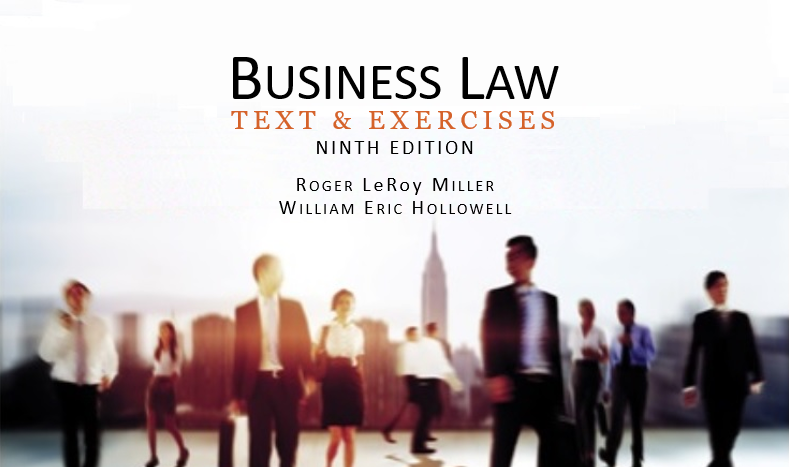 BUSINESS LAW
TEXT & EXERCISES
NINTH EDITION
ROGER LEROY MILLER
WILLIAM ERIC HOLLOWELL